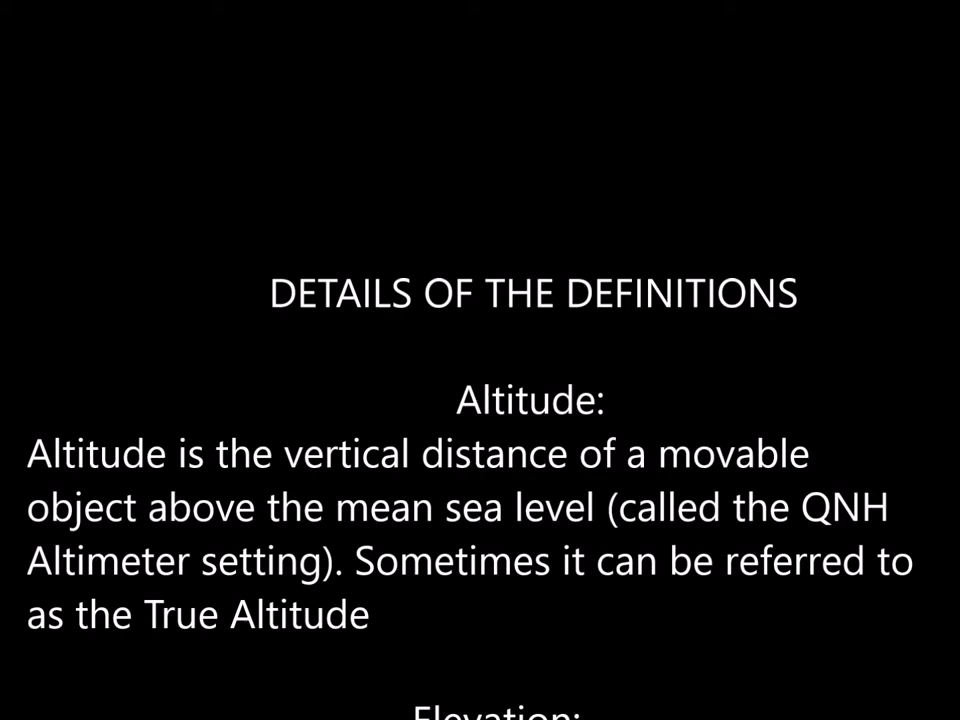 DETAILS OF THE DEFINITIONS
Altitude:
Altitude is the vertical distance of a movable
object above the mean sea level (called the QNH
Altimeter setting). Sometimes it can be referred to
as the True Altitude
Elevation: